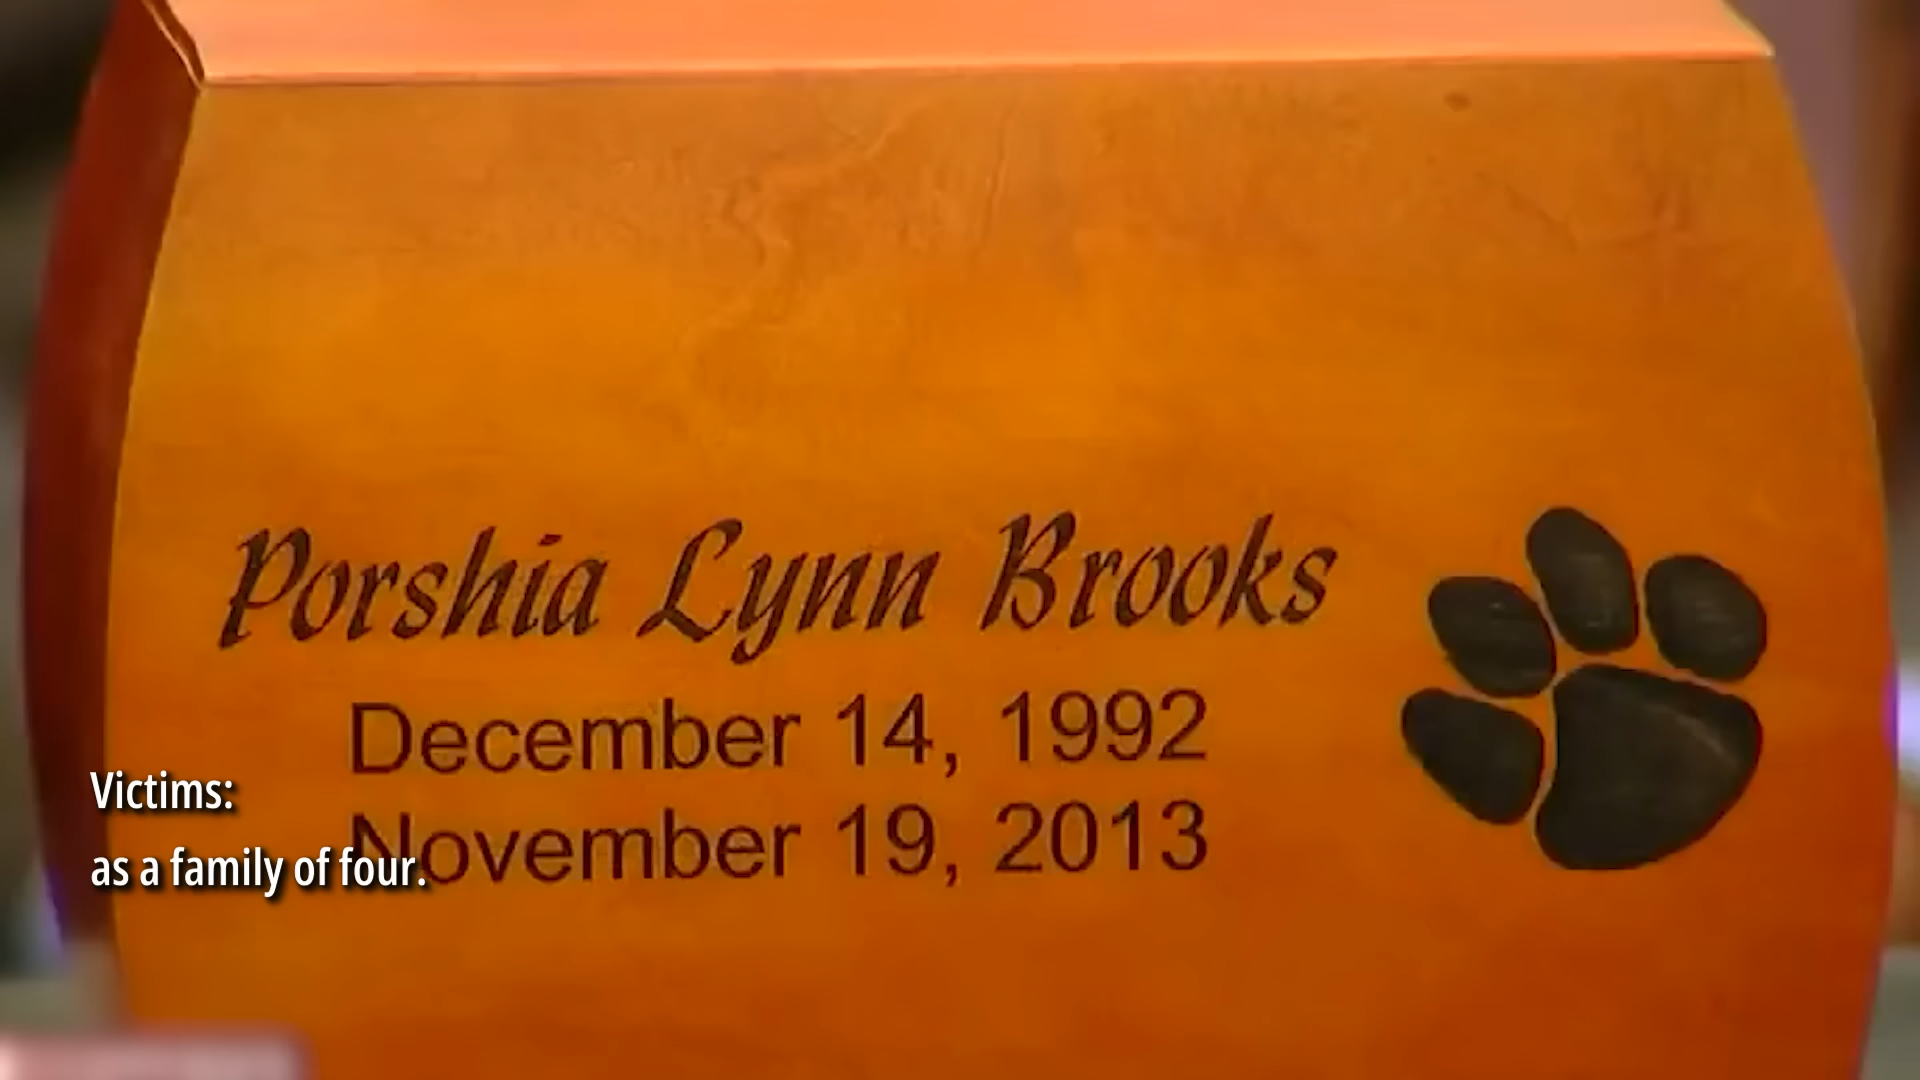 Porshia Lynn Brooks
December 14, 1992
November 19, 2013
Victims:
as a family of four.